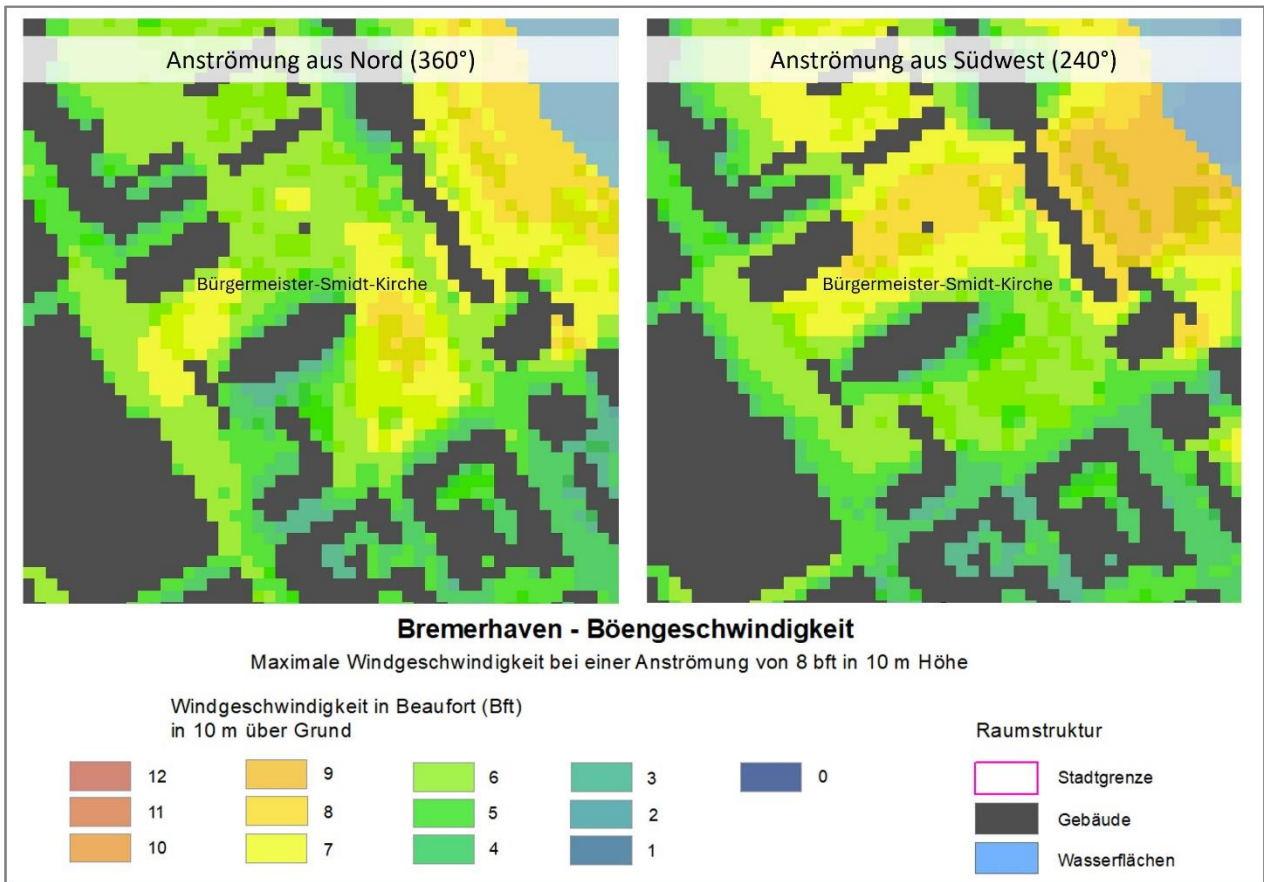 Anströmung aus Nord (360°)
Anströmung aus Südwest (240°)
Bürgermeister-Smidt-Kirche
Bürgermeister-Smidt-Kirche
Bremerhaven - Böengeschwindigkeit
Maximale Windgeschwindigkeit bei einer Anströmung von 8 bft in 10 m Höhe
Windgeschwindigkeit in Beaufort (Bft)
in 10 m über Grund
12
11
10
9
8
7
6
5
4
3
2
1
0
Raumstruktur
Stadtgrenze
Gebäude
Wasserflächen